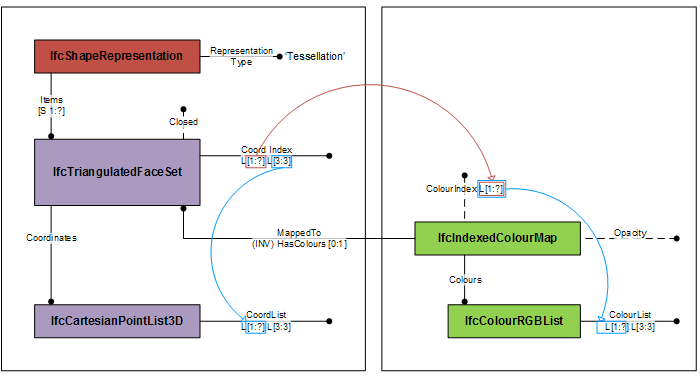 IfcShapeRepresentation
Representation
Type
'Tessellation'
Items
[S 1:?]
Closed
Coord Index
L[1:?] L[3:3]
IfcTriangulatedFaceSet
Coordinates
MappedTo
(INV) HasColours [0:1]
IfcCartesianPointList3D
CoordList
L[1:?] L[3:3]
ColourIndex L[1:?]
IfcIndexedColourMap
Opacity
Colours
IfcColourRGBList
ColourList
L[1:?] L[3:3]